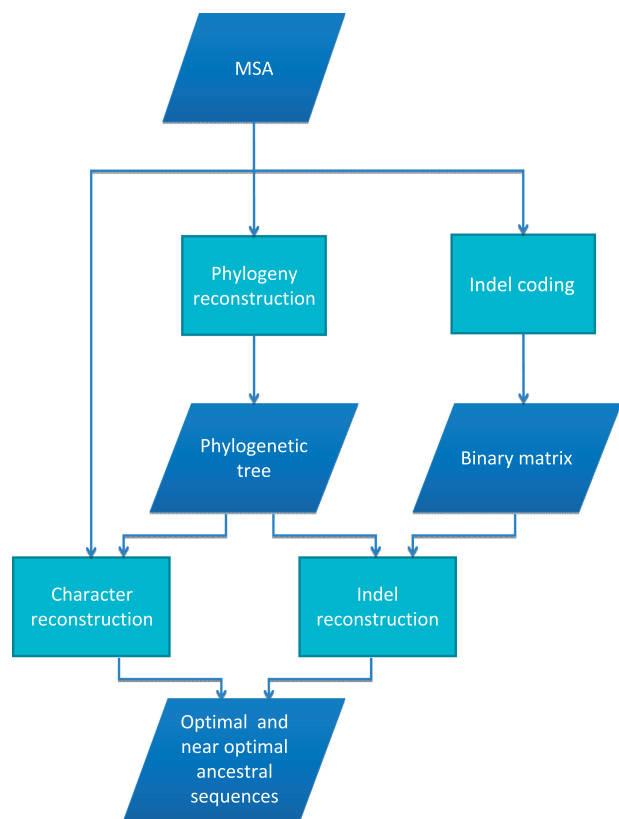 MSA
Phylogeny
reconstruction
Indel coding
Phylogenetic
tree
Binary matrix
Character
reconstruction
Indel
reconstruction
Optimal and
near optimal
ancestral
sequences